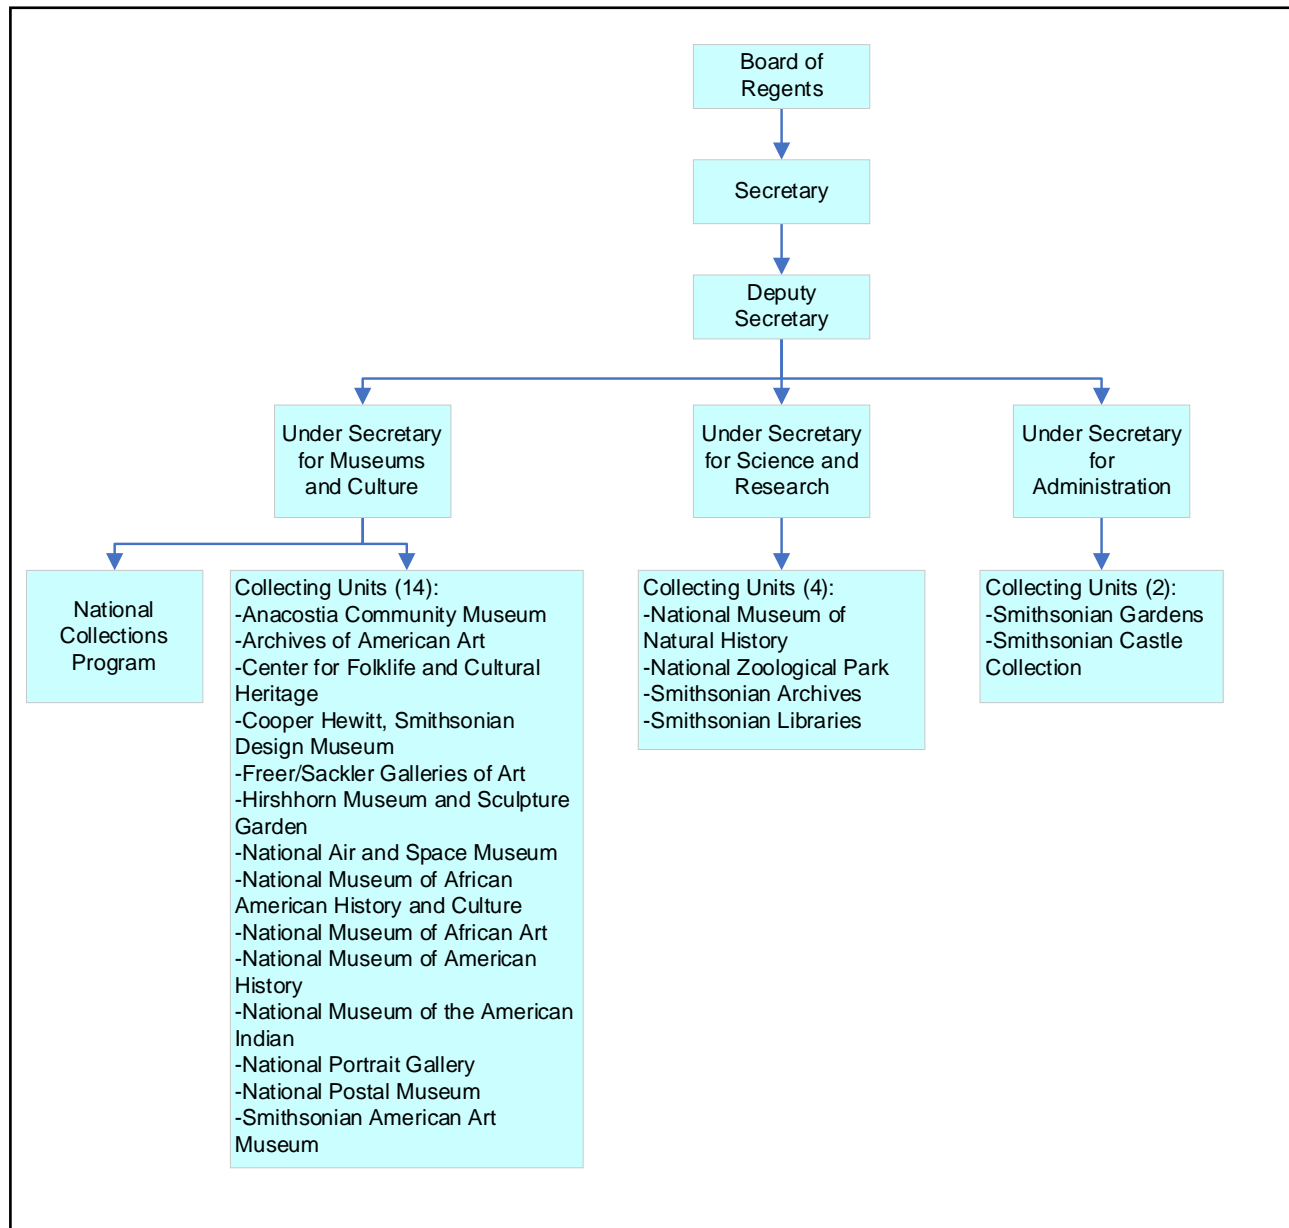 Board of
Regents
Secretary
Deputy
Secretary
Under Secretary
for Museums
and Culture
Under Secretary
for Science and
Research
Under Secretary
for
Administration
National
Collections
Program
Collecting Units (14):
-Anacostia Community Museum
-Archives of American Art
-Center for Folklife and Cultural
Heritage
-Cooper Hewitt, Smithsonian
Design Museum
-Freer/Sackler Galleries of Art
-Hirshhorn Museum and Sculpture
Garden
-National Air and Space Museum
-National Museum of African
American History and Culture
-National Museum of African Art
-National Museum of American
History
-National Museum of the American
Indian
-National Portrait Gallery
-National Postal Museum
-Smithsonian American Art
Museum
Collecting Units (4):
-National Museum of
Natural History
-National Zoological Park
-Smithsonian Archives
-Smithsonian Libraries
Collecting Units (2):
-Smithsonian Gardens
-Smithsonian Castle
Collection